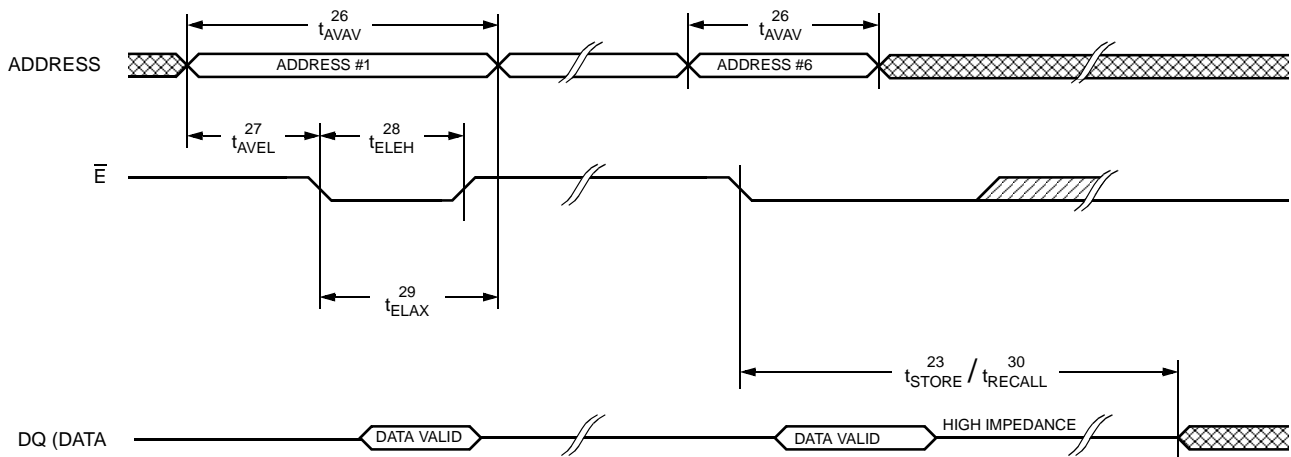 26
tAVAV
26
tAVAV
ADDRESS
ADDRESS #1
ADDRESS #6
27
tAVEL
28
tELEH
E
29
tELAX
23 30
tSTORE / tRECALL
DQ (DATA
DATA VALID
DATA VALID
HIGH IMPEDANCE